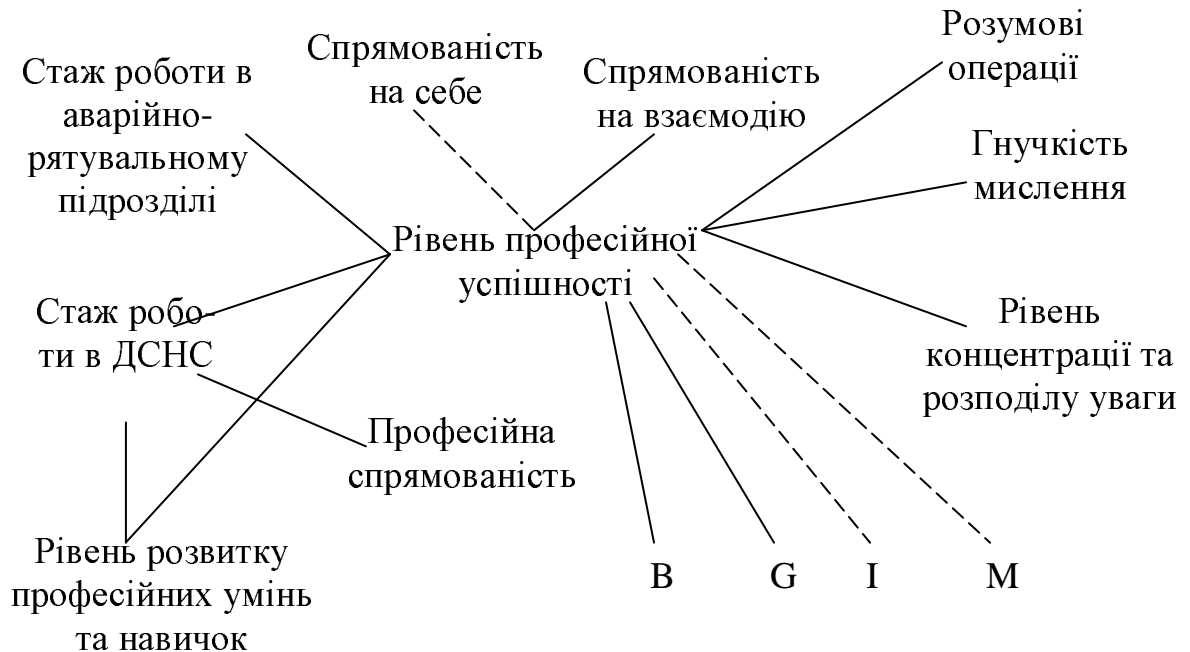 Стаж роботи в
аварійно-
рятувальному
підрозділі
Спрямованість
на себе
Спрямованість
на взаємодію
Розумові
операції
Гнучкість
мислення
Рівень професійної
успішності
Стаж робо-
ти в ДСНС
Рівень
концентрації та
розподілу уваги
Професійна
спрямованість
Рівень розвитку
професійних умінь
та навичок
B G I M